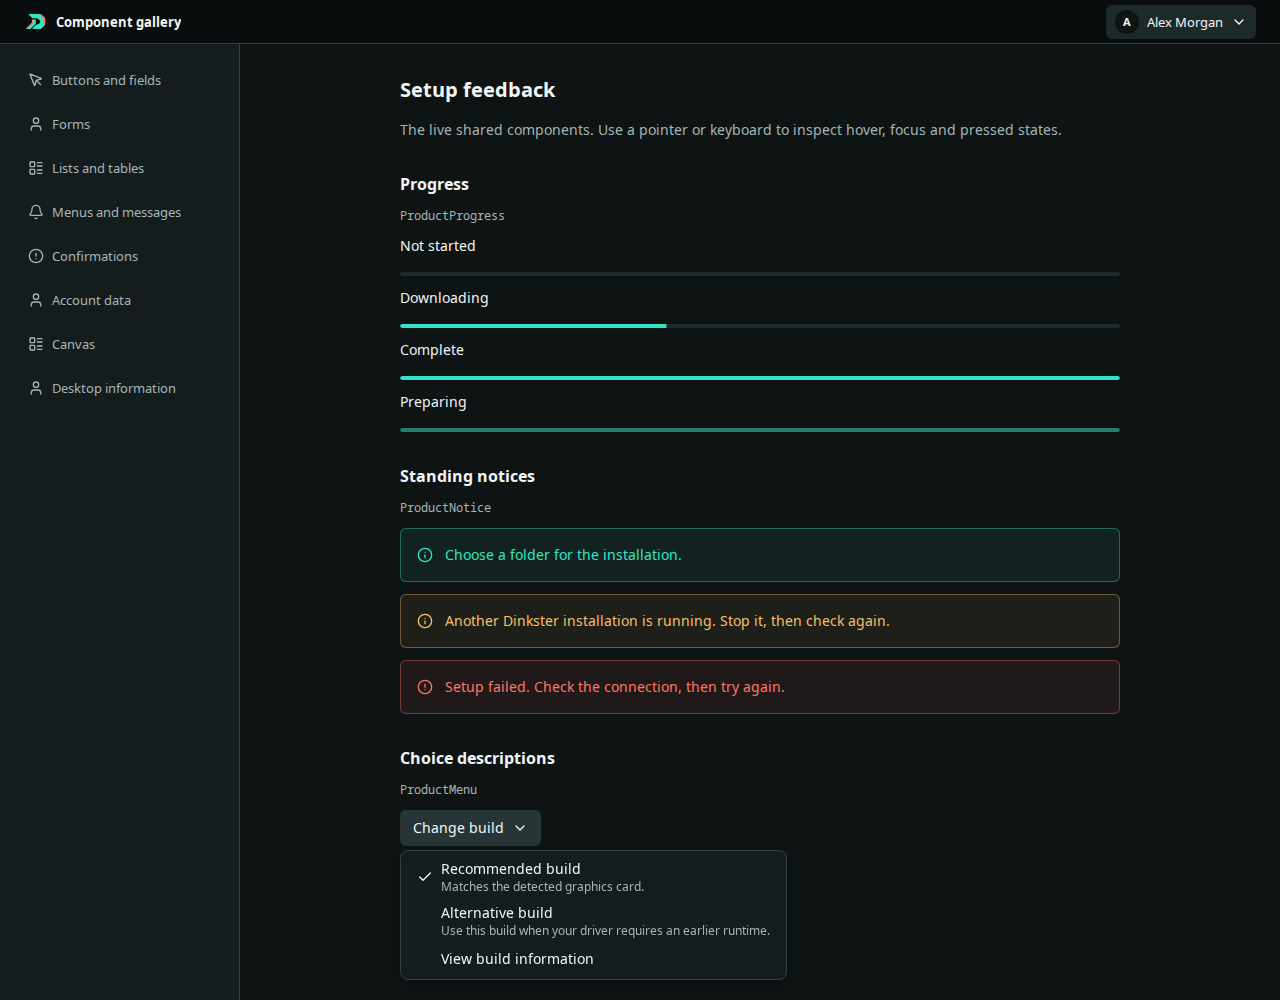 Component gallery
A Alex Morgan
Buttons and fields
Forms
Lists and tables
Menus and messages
Confirmations
Account data
Canvas
Desktop information
Setup feedback
The live shared components. Use a pointer or keyboard to inspect hover, focus and pressed states.
Progress
ProductProgress
Not started
Downloading
Complete
Preparing
Standing notices
ProductNotice
Choose a folder for the installation.
Another Dinkster installation is running. Stop it, then check again.
Setup failed. Check the connection, then try again.
Choice descriptions
ProductMenu
Change build
Recommended build
Matches the detected graphics card.
Alternative build
Use this build when your driver requires an earlier runtime.
View build information